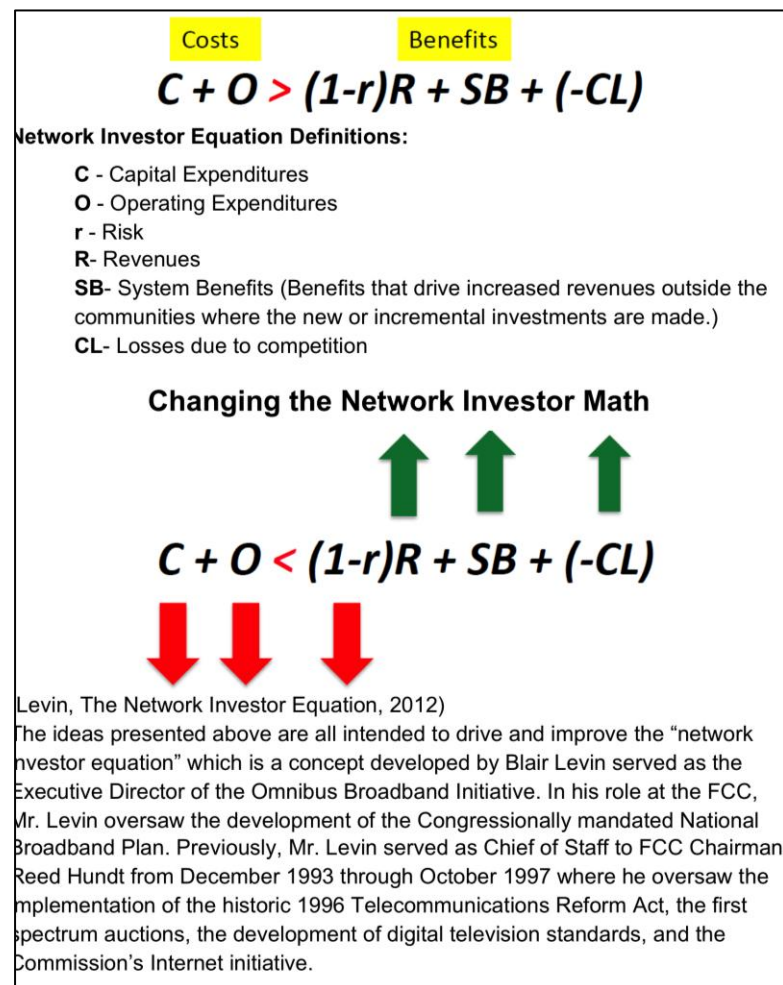 Costs Benefits
C + O > (1-r)R + SB + (-CL)
Network Investor Equation Definitions:
C - Capital Expenditures
O - Operating Expenditures
r - Risk
R- Revenues
SB- System Benefits (Benefits that drive increased revenues outside the
communities where the new or incremental investments are made.)
CL- Losses due to competition
Changing the Network Investor Math
C + O < (1-r)R + SB + (-CL)
Levin, The Network Investor Equation, 2012)
The ideas presented above are all intended to drive and improve the “network
investor equation” which is a concept developed by Blair Levin served as the
Executive Director of the Omnibus Broadband Initiative. In his role at the FCC,
Mr. Levin oversaw the development of the Congressionally mandated National
Broadband Plan. Previously, Mr. Levin served as Chief of Staff to FCC Chairman
Reed Hundt from December 1993 through October 1997 where he oversaw the
implementation of the historic 1996 Telecommunications Reform Act, the first
spectrum auctions, the development of digital television standards, and the
Commission’s Internet initiative.